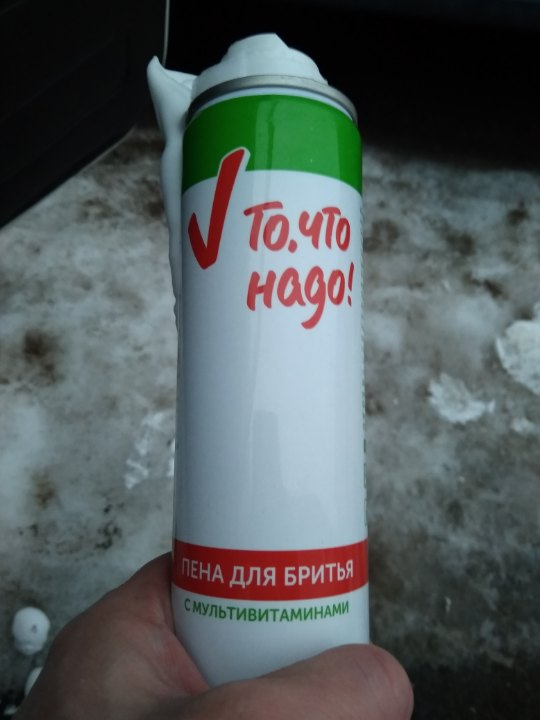 То, что
надо!
ПЕНА ДЛЯ БРИТЬЯ
С МУЛЬТИВИТАМИНАМИ